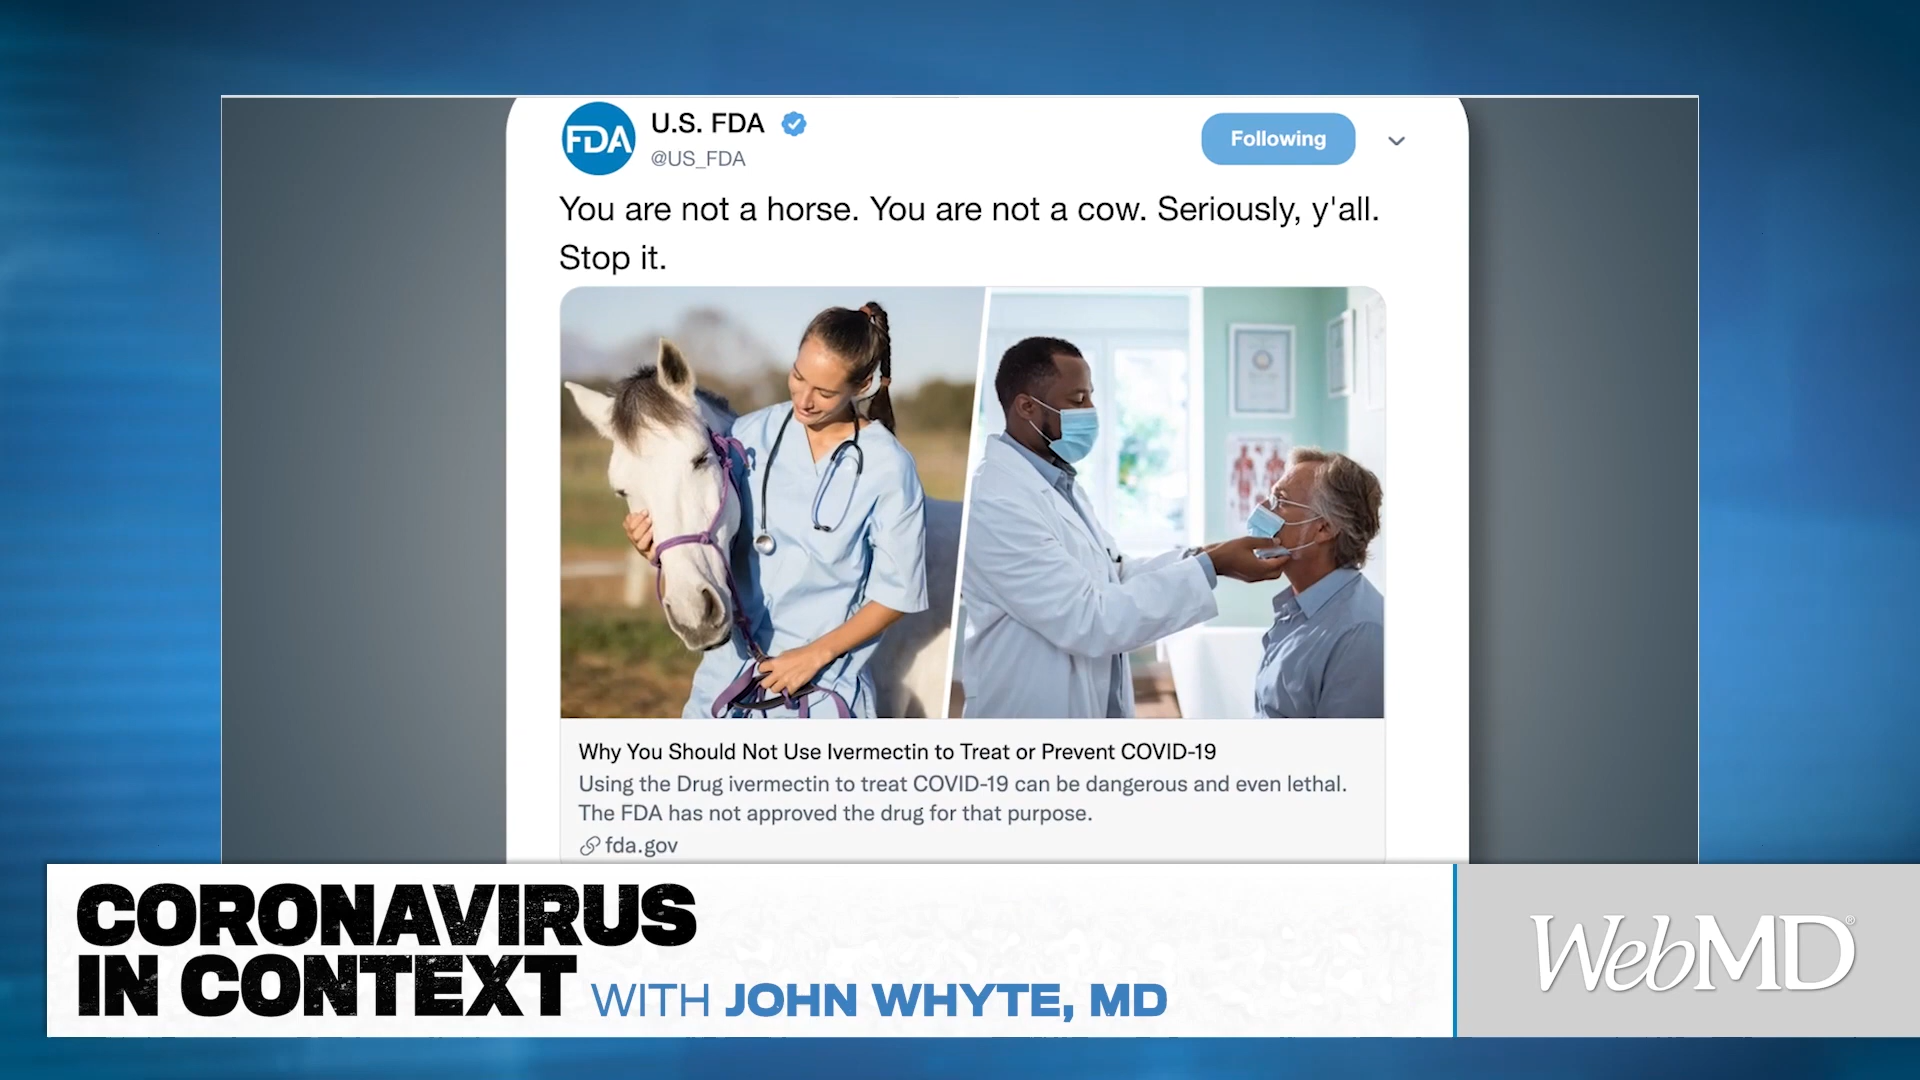 FDA
U.S. FDA
@US_FDA
Following
You are not a horse. You are not a cow. Seriously, y'all.
Stop it.
Why You Should Not Use Ivermectin to Treat or Prevent COVID-19
Using the Drug ivermectin to treat COVID-19 can be dangerous and even lethal.
The FDA has not approved the drug for that purpose.
fda.gov
CORONAVIRUS
IN CONTEXT WITH JOHN WHYTE, MD
WebMD®